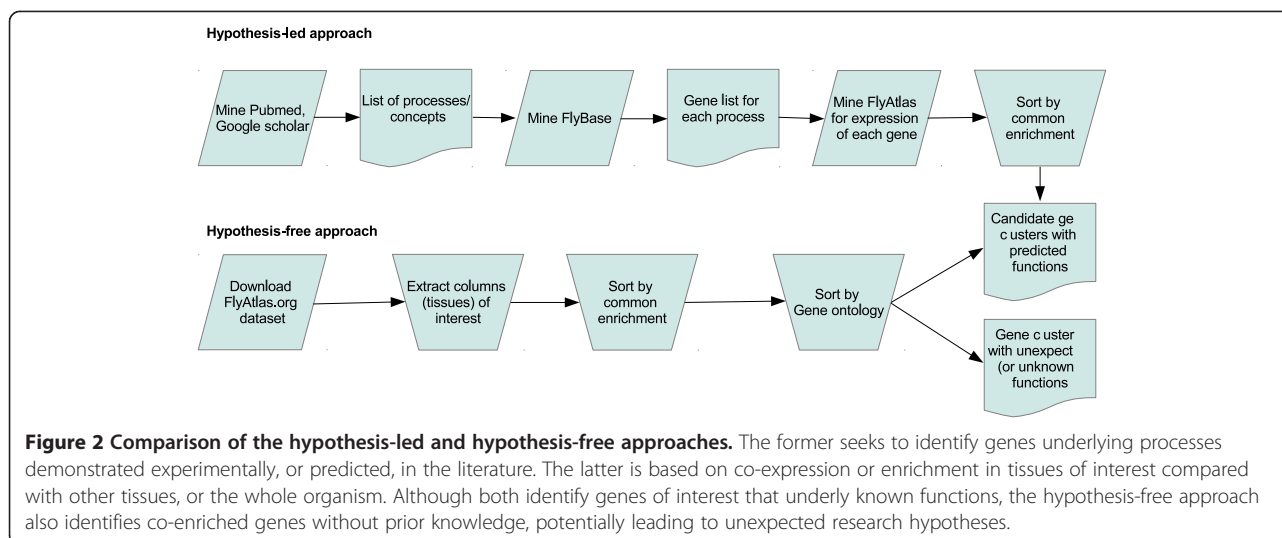 Hypothesis-led approach
Mine Pubmed,
Google scholar
List of processes/
concepts
Mine FlyBase
Gene list for
each process
Mine FlyAtlas
for expression
of each gene
Sort by
common
enrichment
Hypothesis-free approach
Download
FlyAtlas.org
dataset
Extract columns
(tissues) of
interest
Sort by
common
enrichment
Sort by
Gene ontology
Candidate ge
c usters with
predicted
functions
Gene c uster
with unexpect
(or unknown
functions
Figure 2 Comparison of the hypothesis-led and hypothesis-free approaches. The former seeks to identify genes underlying processes
demonstrated experimentally, or predicted, in the literature. The latter is based on co-expression or enrichment in tissues of interest compared
with other tissues, or the whole organism. Although both identify genes of interest that underly known functions, the hypothesis-free approach
also identifies co-enriched genes without prior knowledge, potentially leading to unexpected research hypotheses.